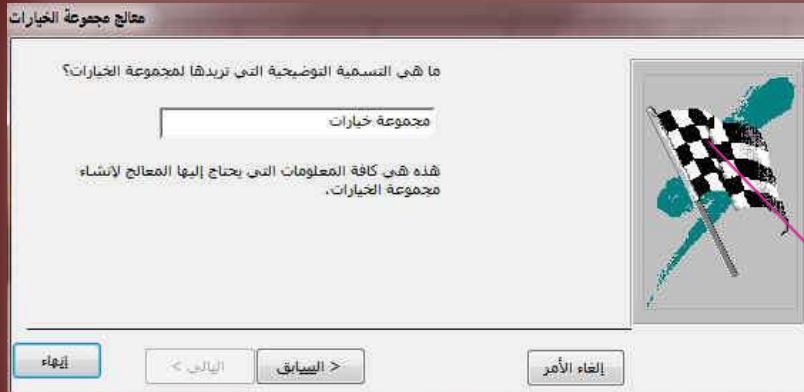 معالج مجموعة الخيارات
ما هي التسمية التوضيحية التي تريدها لمجموعة الخيارات؟
مجموعة خيارات
هذه هي كافة المعلومات التي يحتاج إليها المعالج لإنشاء
مجموعة الخيارات.
إلغاء الأمر
< السابق
التالي >
إنهاء